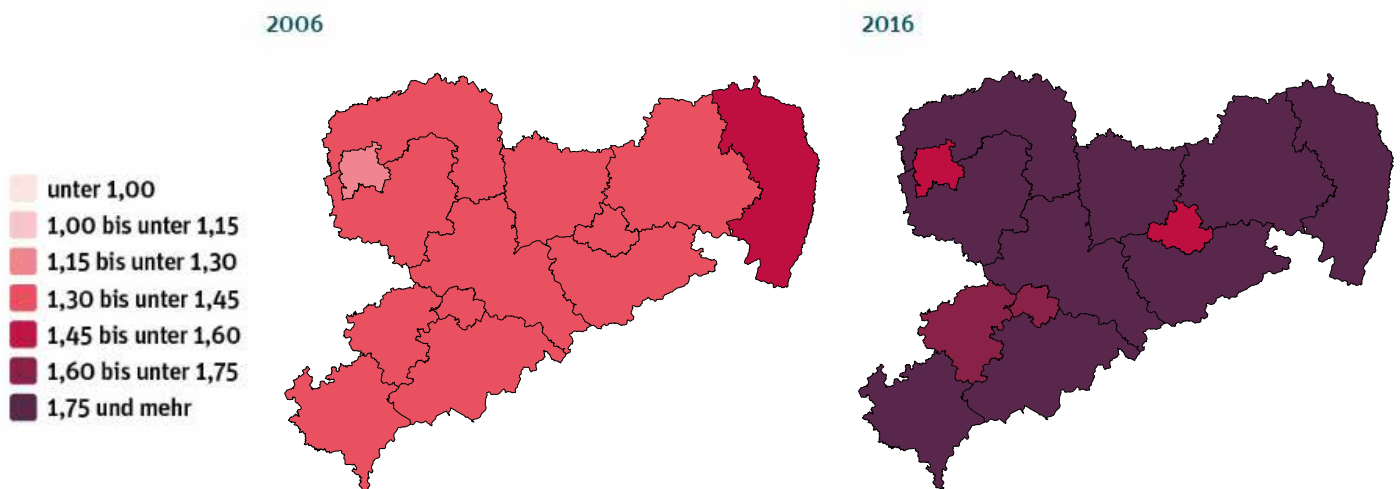 2006
2016
unter 1,00
1,00 bis unter 1,15
1,15 bis unter 1,30
1,30 bis unter 1,45
1,45 bis unter 1,60
1,60 bis unter 1,75
1,75 und mehr